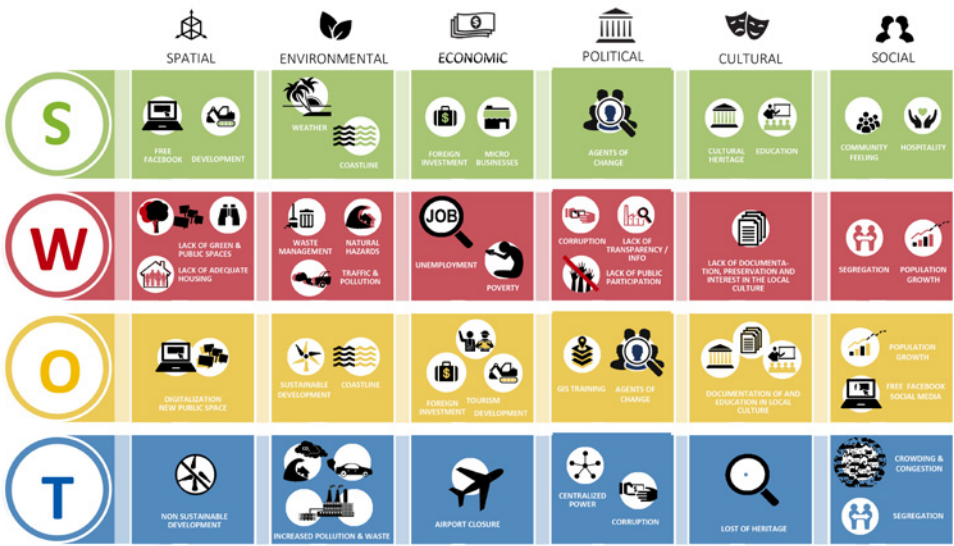 SPATIAL
ENVIRONMENTAL
ECONOMIC
POLITICAL
CULTURAL
SOCIAL
S
FREE
FACEBOOK
DEVELOPMENT
WEATHER
COASTLINE
FOREIGN
INVESTMENT
MICRO
BUSINESSES
AGENTS OF
CHANGE
CULTURAL
HERITAGE
EDUCATION
COMMUNITY
FEELING
HOSPITALITY
W
LACK OF GREEN &
PUBLIC SPACES
LACK OF ADEQUATE
HOUSING
WASTE
MANAGEMENT
NATURAL
HAZARDS
TRAFFIC &
POLLUTION
JOB
UNEMPLOYMENT
POVERTY
CORRUPTION
LACK OF
TRANSPARENCY /
INFO
LACK OF PUBLIC
PARTICIPATION
LACK OF DOCUMENTA-
TION, PRESERVATION AND
INTEREST IN THE LOCAL
CULTURE
SEGREGATION
POPULATION
GROWTH
O
DIGITALIZATION
NEW PUBLIC SPACE
SUSTAINABLE
DEVELOPMENT
COASTLINE
FOREIGN
INVESTMENT
TOURISM
DEVELOPMENT
GIS TRAINING
AGENTS OF
CHANGE
DOCUMENTATION OF AND
EDUCATION IN LOCAL
CULTURE
POPULATION
GROWTH
FREE FACEBOOK
SOCIAL MEDIA
T
NON SUSTAINABLE
DEVELOPMENT
INCREASED POLLUTION & WASTE
AIRPORT CLOSURE
CENTRALIZED
POWER
CORRUPTION
LOST OF HERITAGE
CROWDING &
CONGESTION
SEGREGATION